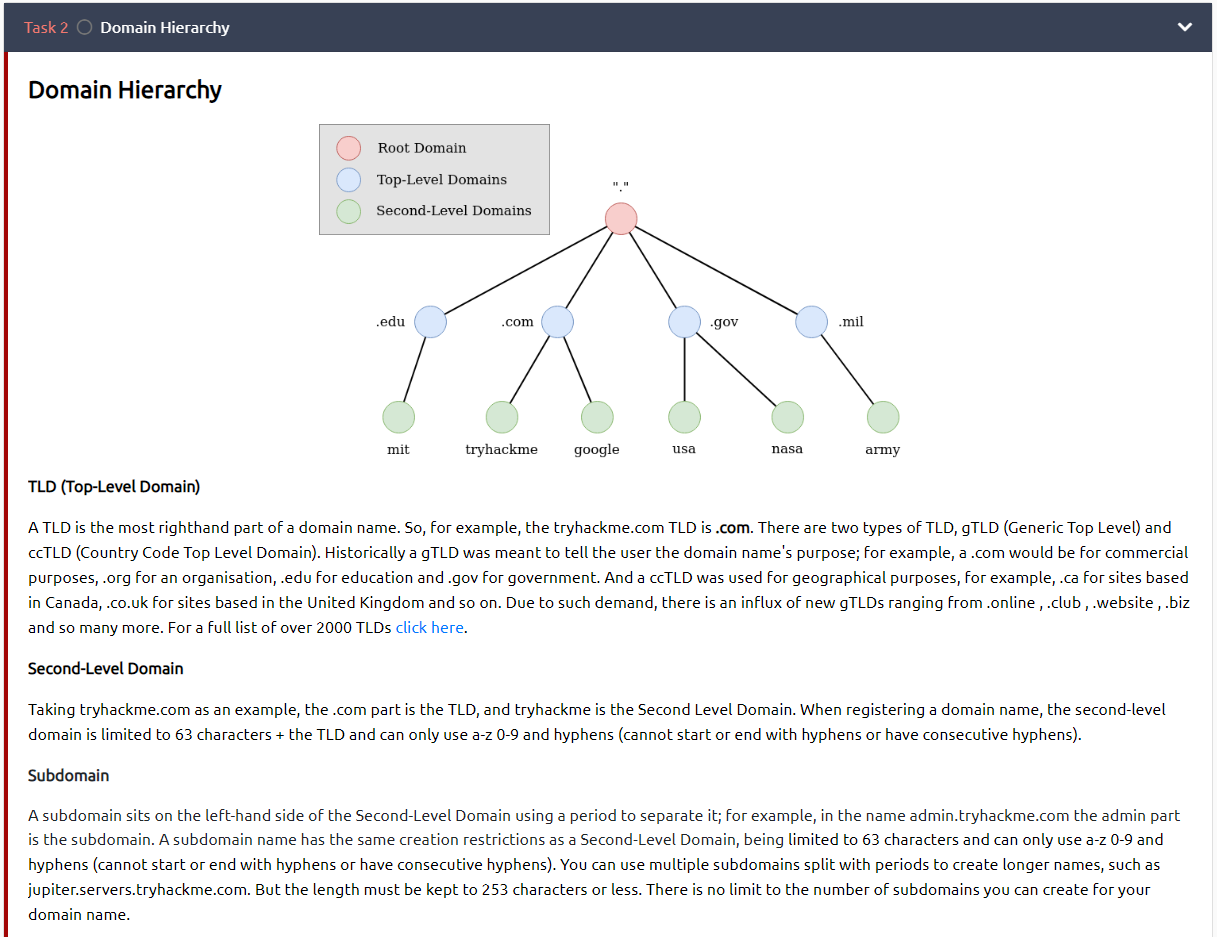 Task 2 Domain Hierarchy
Domain Hierarchy
Root Domain
Top-Level Domains
Second-Level Domains
"."
.edu
.com
.gov
.mil
mit
tryhackme
google
usa
nasa
army
TLD (Top-Level Domain)
A TLD is the most righthand part of a domain name. So, for example, the tryhackme.com TLD is .com. There are two types of TLD, gTLD (Generic Top Level) and
ccTLD (Country Code Top Level Domain). Historically a gTLD was meant to tell the user the domain name's purpose; for example, a .com would be for commercial
purposes, .org for an organisation, .edu for education and .gov for government. And a ccTLD was used for geographical purposes, for example, .ca for sites based
in Canada, .co.uk for sites based in the United Kingdom and so on. Due to such demand, there is an influx of new gTLDs ranging from .online , .club , .website , .biz
and so many more. For a full list of over 2000 TLDs click here.
Second-Level Domain
Taking tryhackme.com as an example, the .com part is the TLD, and tryhackme is the Second Level Domain. When registering a domain name, the second-level
domain is limited to 63 characters + the TLD and can only use a-z 0-9 and hyphens (cannot start or end with hyphens or have consecutive hyphens).
Subdomain
A subdomain sits on the left-hand side of the Second-Level Domain using a period to separate it; for example, in the name admin.tryhackme.com the admin part
is the subdomain. A subdomain name has the same creation restrictions as a Second-Level Domain, being limited to 63 characters and can only use a-z 0-9 and
hyphens (cannot start or end with hyphens or have consecutive hyphens). You can use multiple subdomains split with periods to create longer names, such as
jupiter.servers.tryhackme.com. But the length must be kept to 253 characters or less. There is no limit to the number of subdomains you can create for your
domain name.